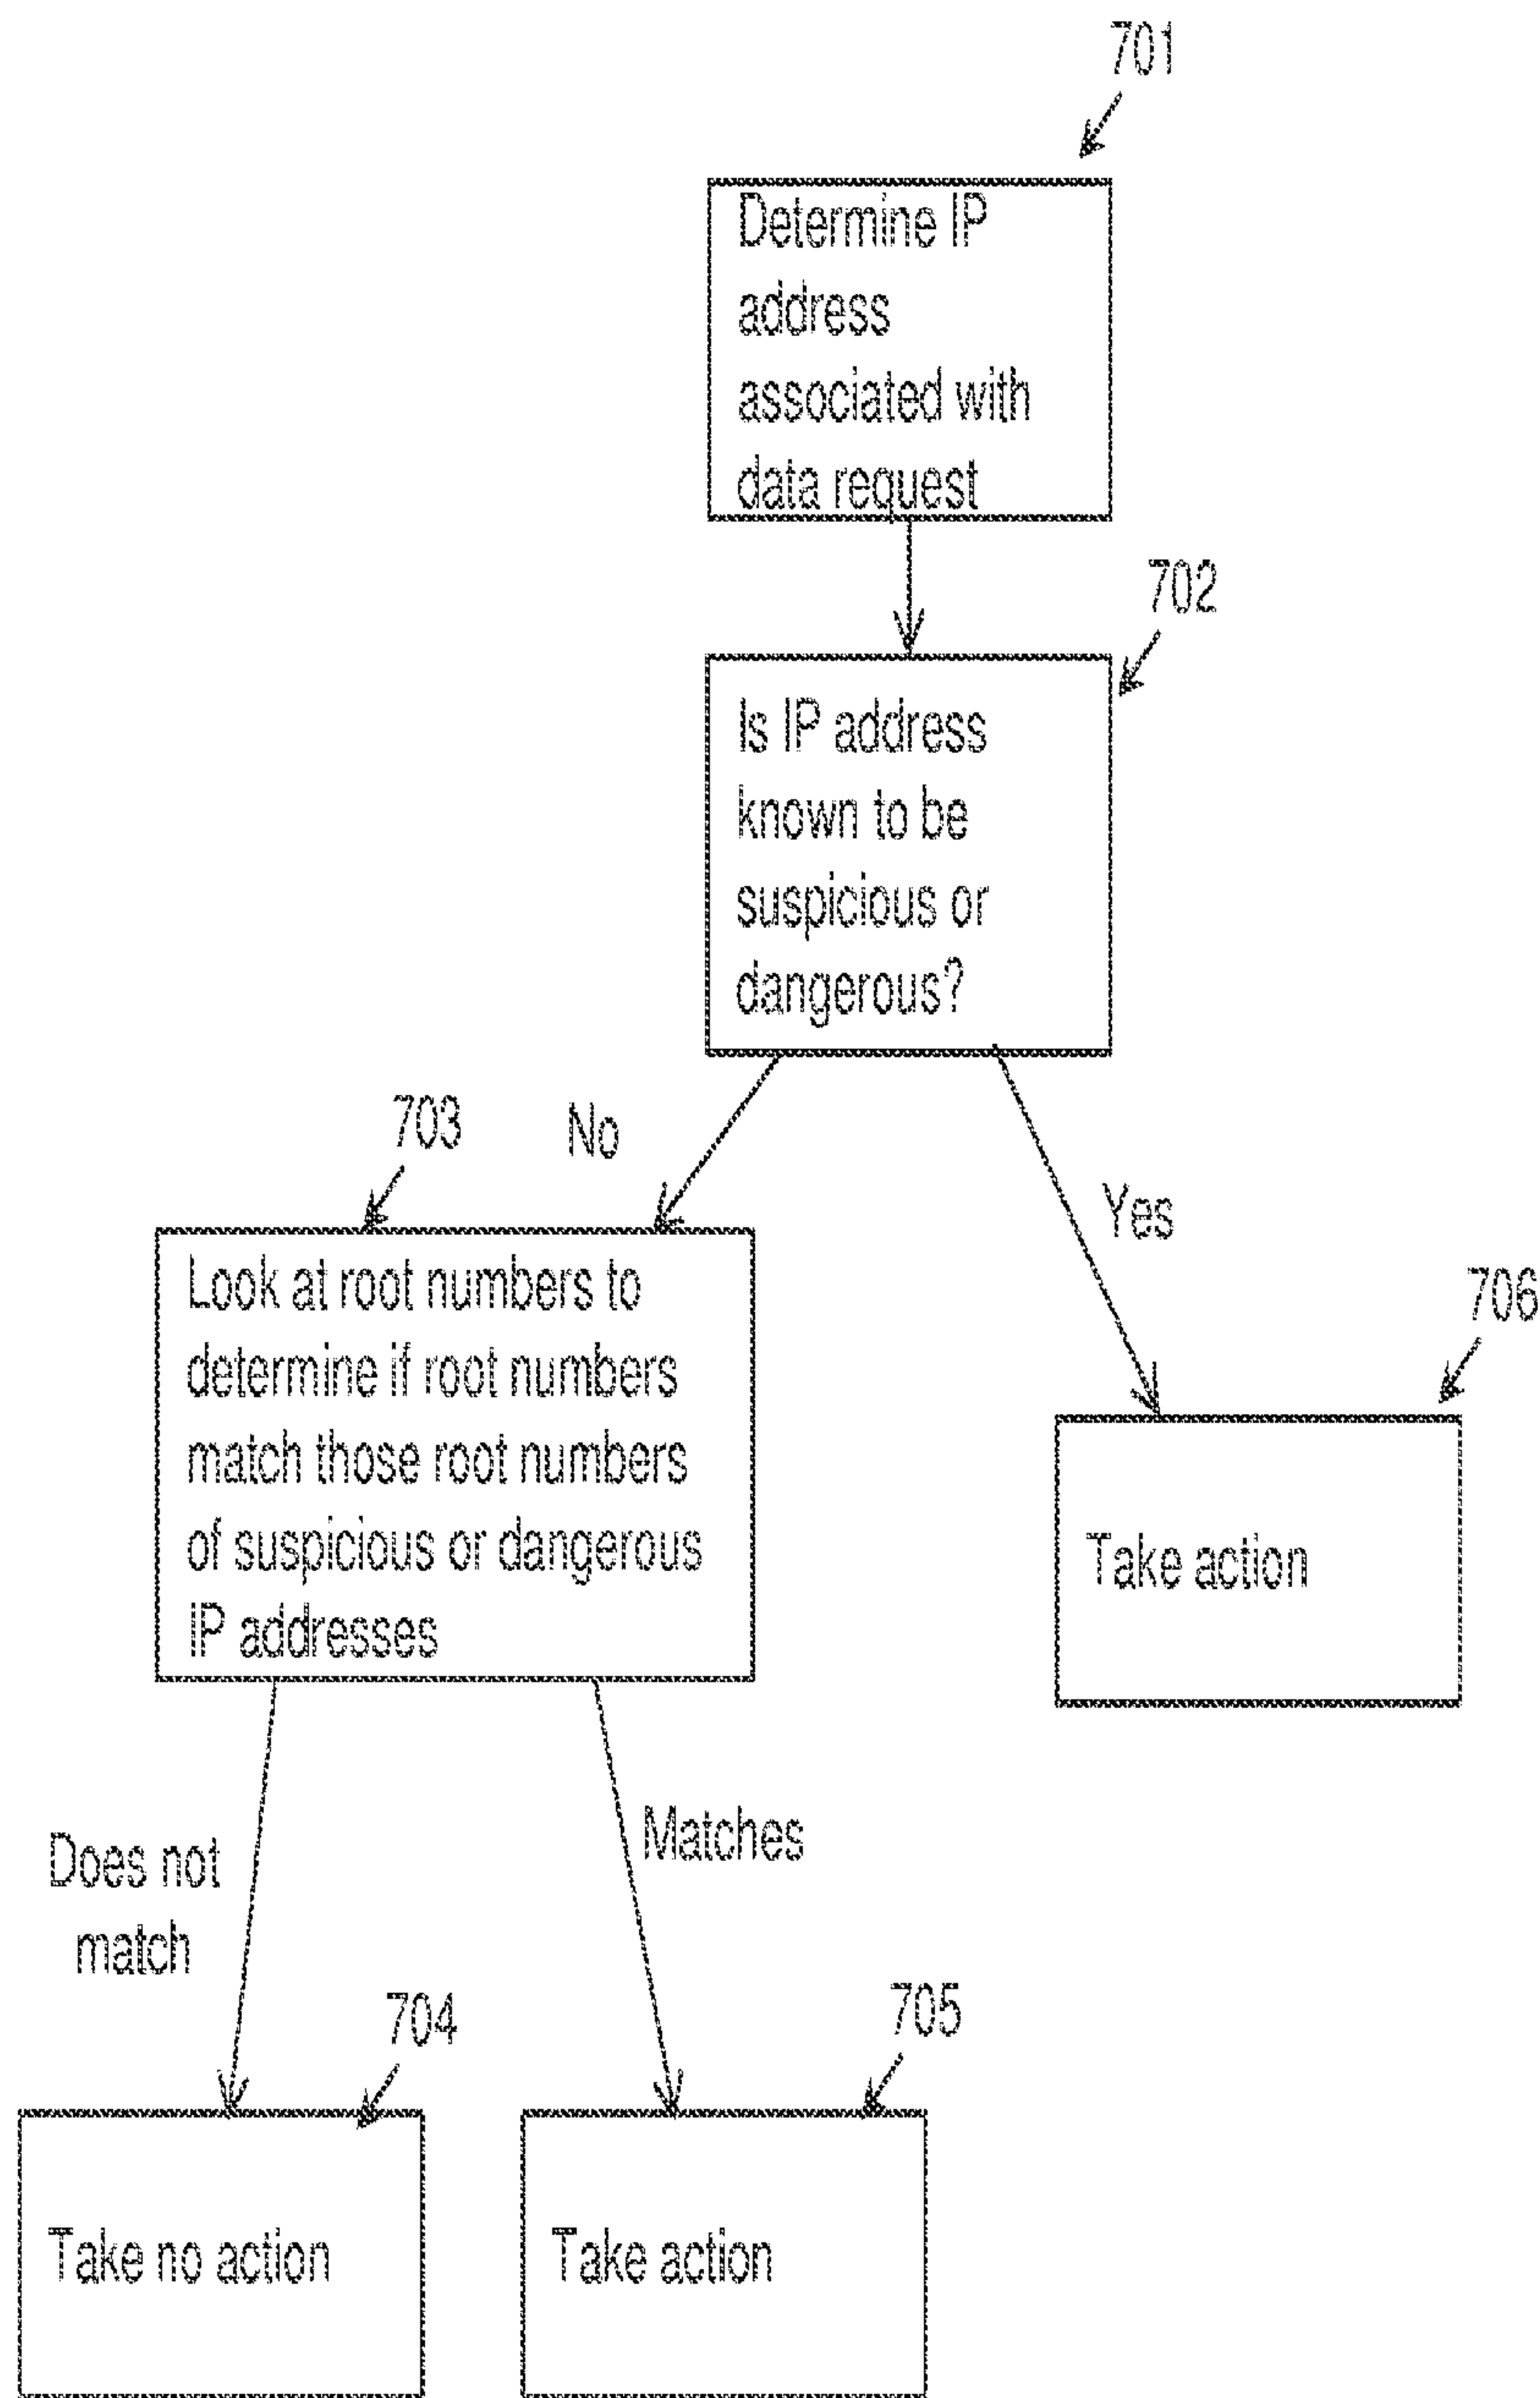 701
Determine IP
address
associated with
data request
702
Is IP address
known to be
suspicious or
dangerous?
703
No
Yes
Look at root numbers to
determine if root numbers
match those root numbers
of suspicious or dangerous
IP addresses
706
Take action
Does not
match
Matches
704
705
Take no action
Take action